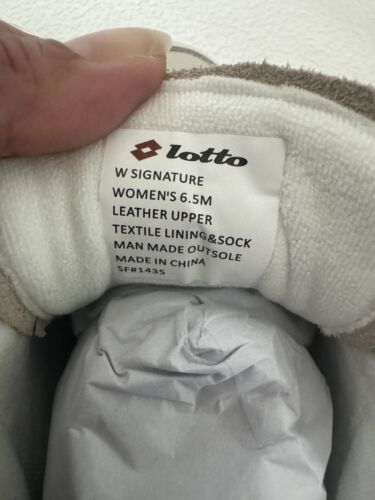 lotto
W SIGNATURE
WOMEN'S 6.5M
LEATHER UPPER
TEXTILE LINING&SOCK
MAN MADE OUTSOLE
MADE IN CHINA
SF#1435